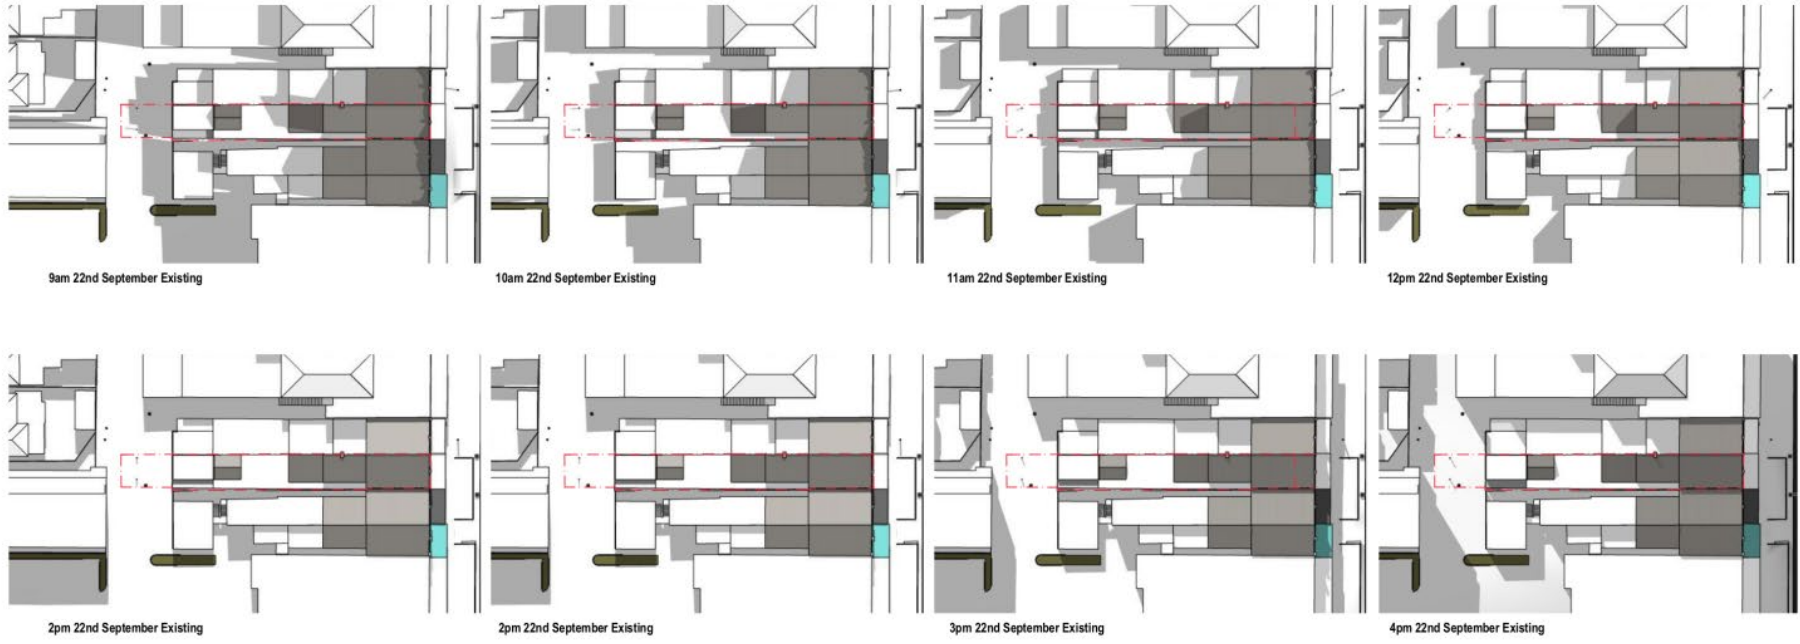 9am 22nd September Existing
10am 22nd September Existing
11am 22nd September Existing
12pm 22nd September Existing
2pm 22nd September Existing
2pm 22nd September Existing
3pm 22nd September Existing
4pm 22nd September Existing